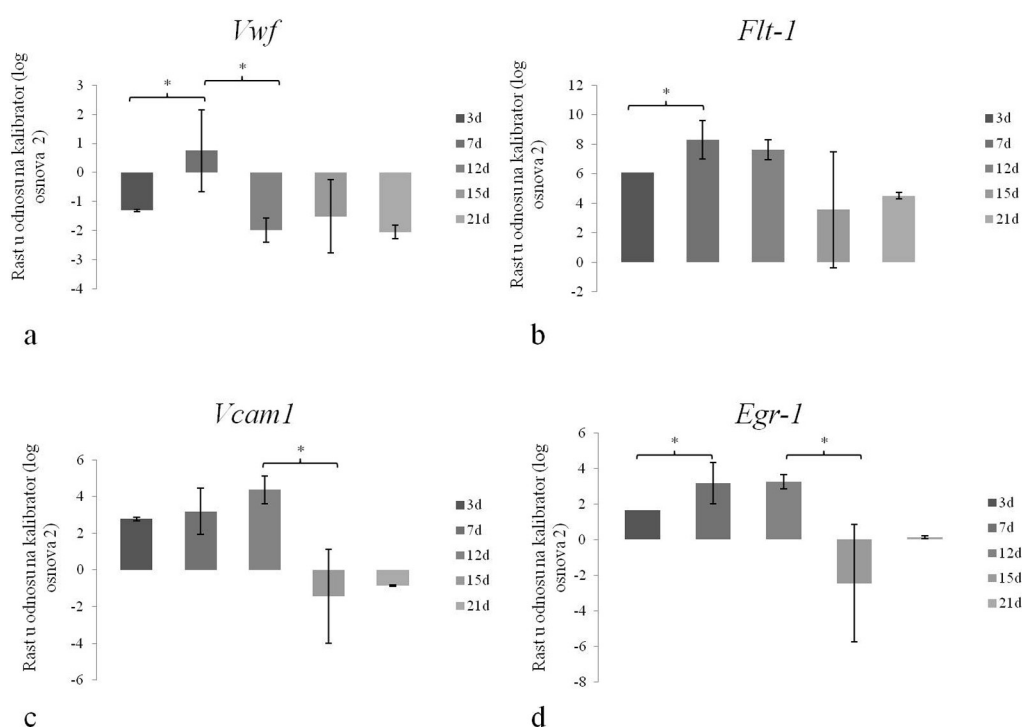 Vwf
Rast u odnosu na kalibrator (log
osnova 2)
3
2
1
0
-1
-2
-3
-4
*
*
3d
7d
12d
15d
21d
a
Flt-1
Rast u odnosu na kalibrator (log
osnova 2)
12
10
8
6
4
2
0
-2
*
3d
7d
12d
15d
21d
b
Vcam1
Rast u odnosu na kalibrator (log
osnova 2)
6
4
2
0
-2
-4
-6
*
3d
7d
12d
15d
21d
c
Egr-1
Rast u odnosu na kalibrator (log
osnova 2)
6
4
2
0
-2
-4
-6
-8
*
*
3d
7d
12d
15d
21d
d